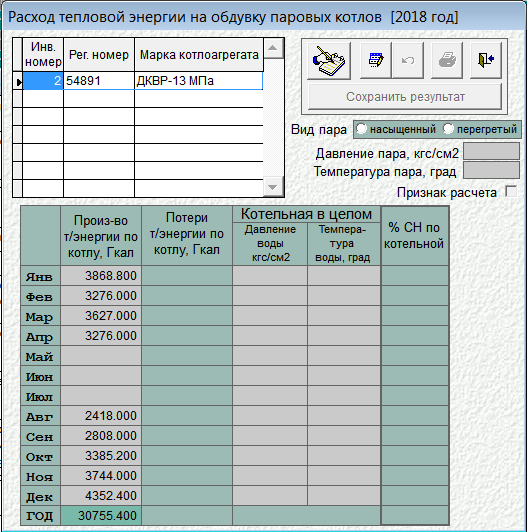 Расход тепловой энергии на обдувку паровых котлов [2018 год]
Инв. номер Рег. номер Марка котлоагрегата
2 54891 ДКВР-13 МПа
Сохранить результат
Вид пара насыщенный перегретый
Давление пара, кгс/см2
Температура пара, град
Признак расчета
Произ-во т/энергии по котлу, Гкал
Потери т/энергии по котлу, Гкал
Котельная в целом
Давление воды кгс/см2
Темпера-тура воды, град
% СН по котельной
Янв 3868.800
Фев 3276.000
Мар 3627.000
Апр 3276.000
Май
Июн
Июл
Авг 2418.000
Сен 2808.000
Окт 3385.200
Ноя 3744.000
Дек 4352.400
ГОД 30755.400